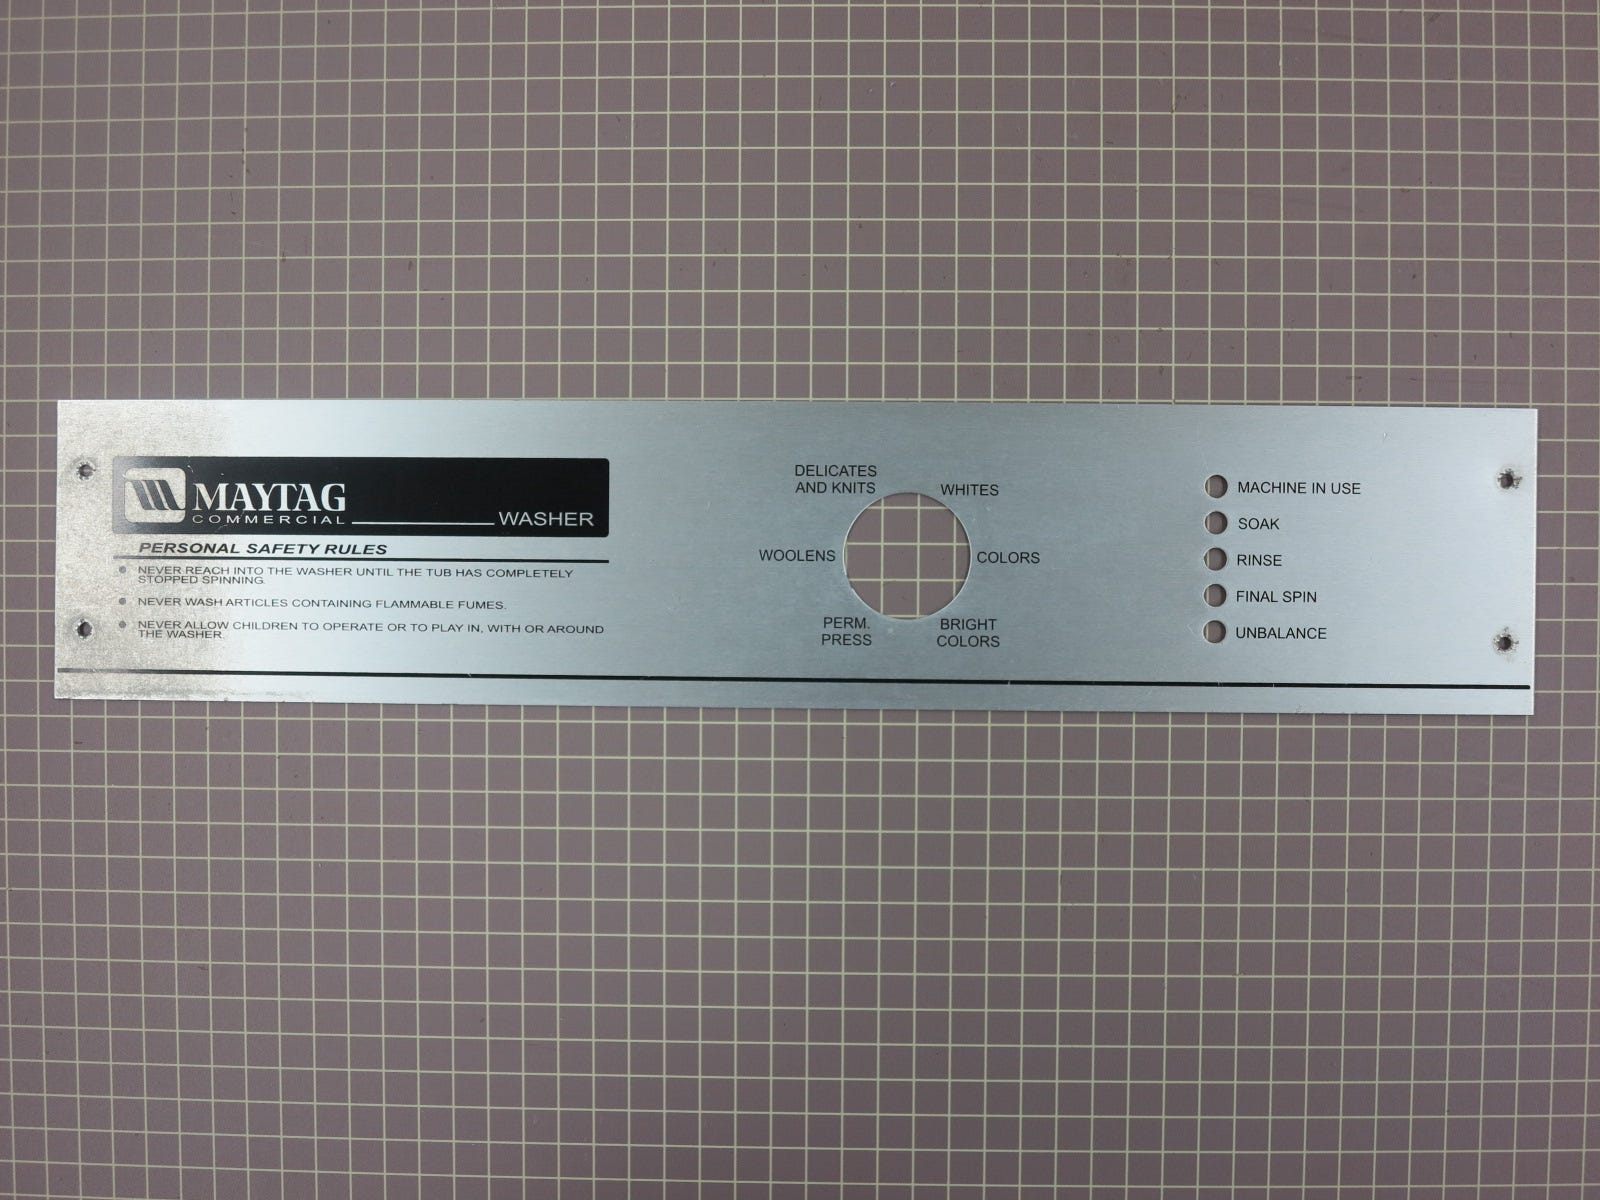 MAYTAG
COMMERCIAL
WASHER
PERSONAL SAFETY RULES
NEVER REACH INTO THE WASHER UNTIL THE TUB HAS COMPLETELY
STOPPED SPINNING.
NEVER WASH ARTICLES CONTAINING FLAMMABLE FUMES.
NEVER ALLOW CHILDREN TO OPERATE OR TO PLAY IN, WITH OR AROUND
THE WASHER.
DELICATES
AND KNITS
WHITES
WOOLENS
COLORS
PERM.
PRESS
BRIGHT
COLORS
MACHINE IN USE
SOAK
RINSE
FINAL SPIN
UNBALANCE